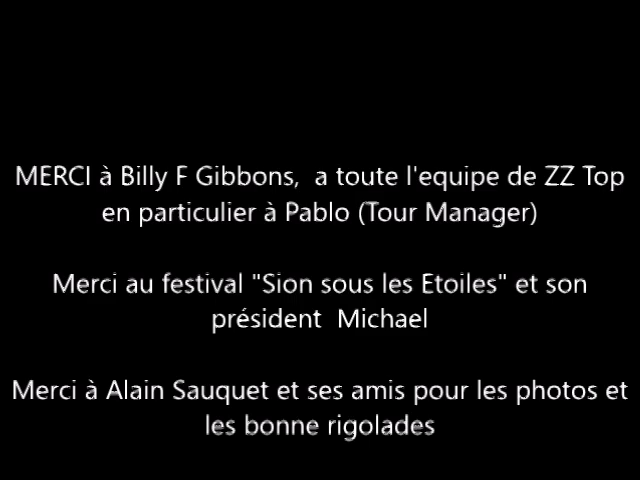 MERCI à Billy F Gibbons,  a toute l'equipe de ZZ Top
en particulier à Pablo (Tour Manager)
Merci au festival "Sion sous les Etoiles" et son
président  Michael
Merci à Alain Sauquet et ses amis pour les photos et
les bonne rigolades